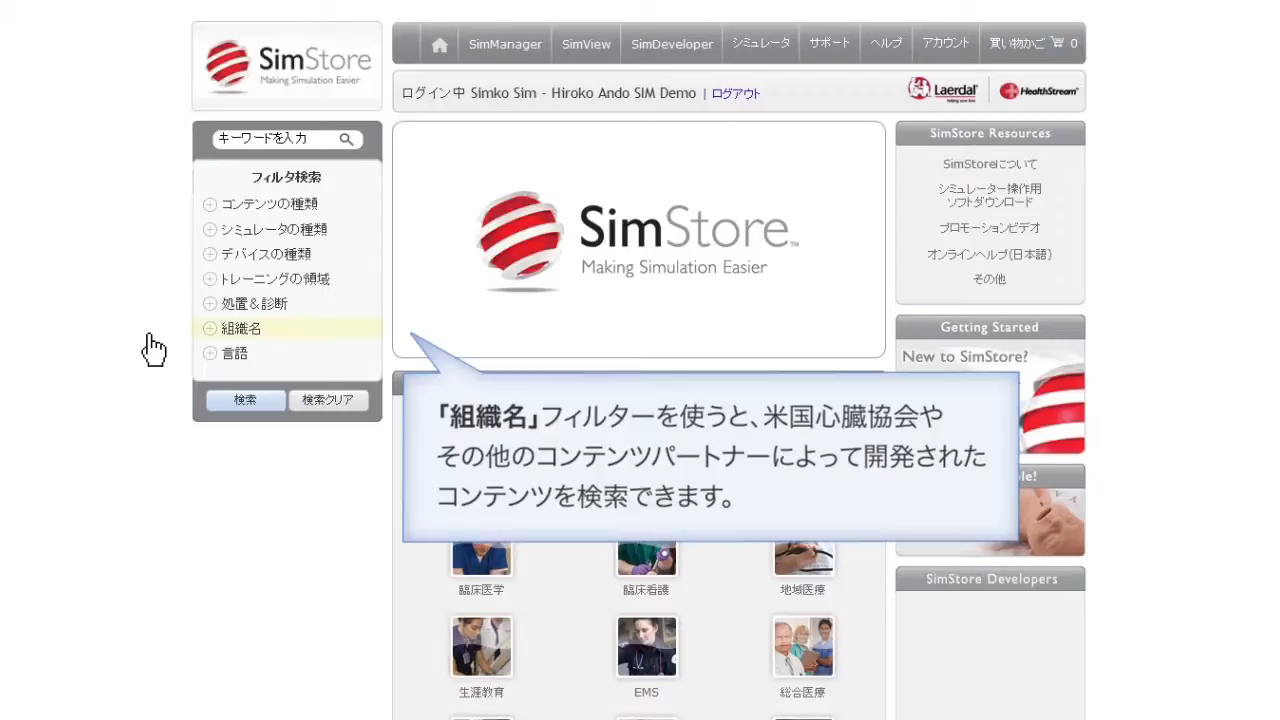 SimStore
Making Simulation Easier
SimManager
SimView
SimDeveloper
シミュレータ
サポート
ヘルプ
アカウント
買い物かご 0
ログイン中 Simko Sim - Hiroko Ando SIM Demo | ログアウト
Laerdal
helping save lives
HealthStream
キーワードを入力
フィルタ検索
コンテンツの種類
シミュレータの種類
デバイスの種類
トレーニングの領域
処置＆診断
組織名
言語
検索
検索クリア
SimStore™
Making Simulation Easier
「組織名」フィルターを使うと、米国心臓協会や
その他のコンテンツパートナーによって開発された
コンテンツを検索できます。
臨床医学
臨床看護
地域医療
生涯教育
EMS
総合医療
SimStore Resources
SimStoreについて
シミュレーター操作用
ソフトダウンロード
プロモーションビデオ
オンラインヘルプ(日本語)
その他
Getting Started
New to SimStore?
le!
SimStore Developers